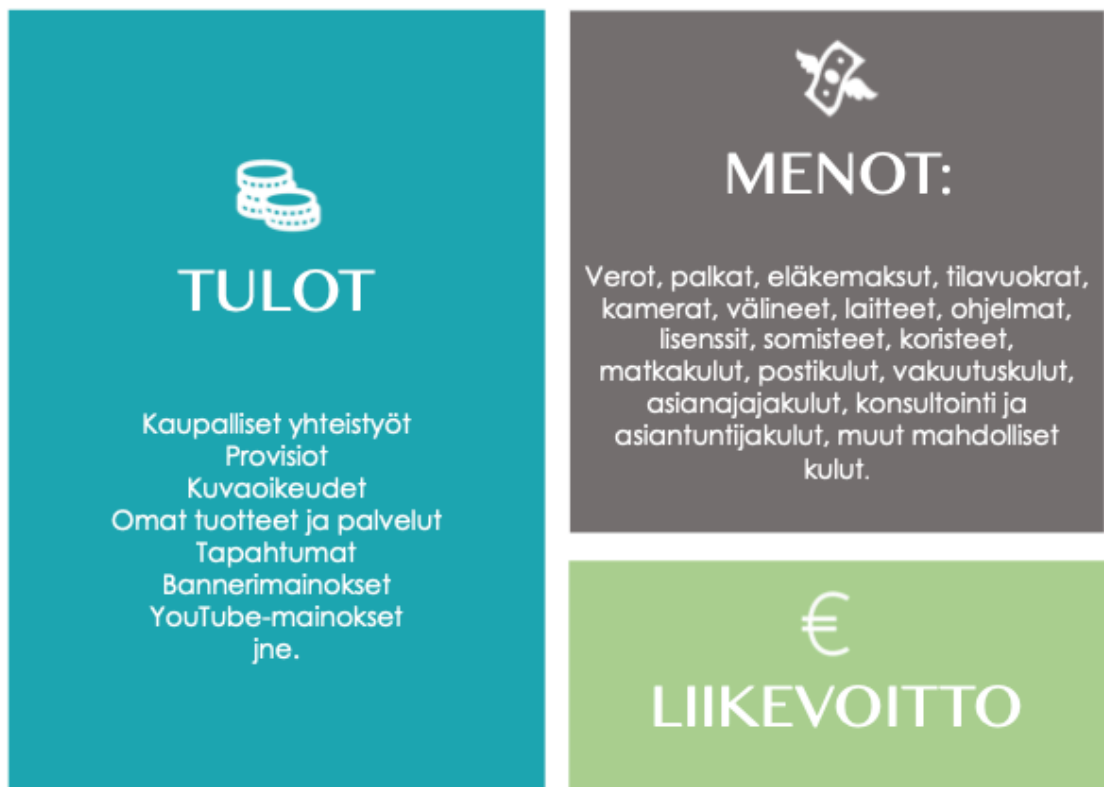 TULOT
Kaupalliset yhteistyöt
Provisiot
Kuvaoikeudet
Omat tuotteet ja palvelut
Tapahtumat
Bannerimainokset
YouTube-mainokset
jne.
MENOT:
Verot, palkat, eläkemaksut, tilavuokrat,
kamerat, välineet, laitteet, ohjelmat,
lisenssit, somisteet, koristeet,
matkakulut, postikulut, vakuutuskulut,
asianajajakulut, konsultointi ja
asiantuntijakulut, muut mahdolliset
kulut.
€
LIIKEVOITTO